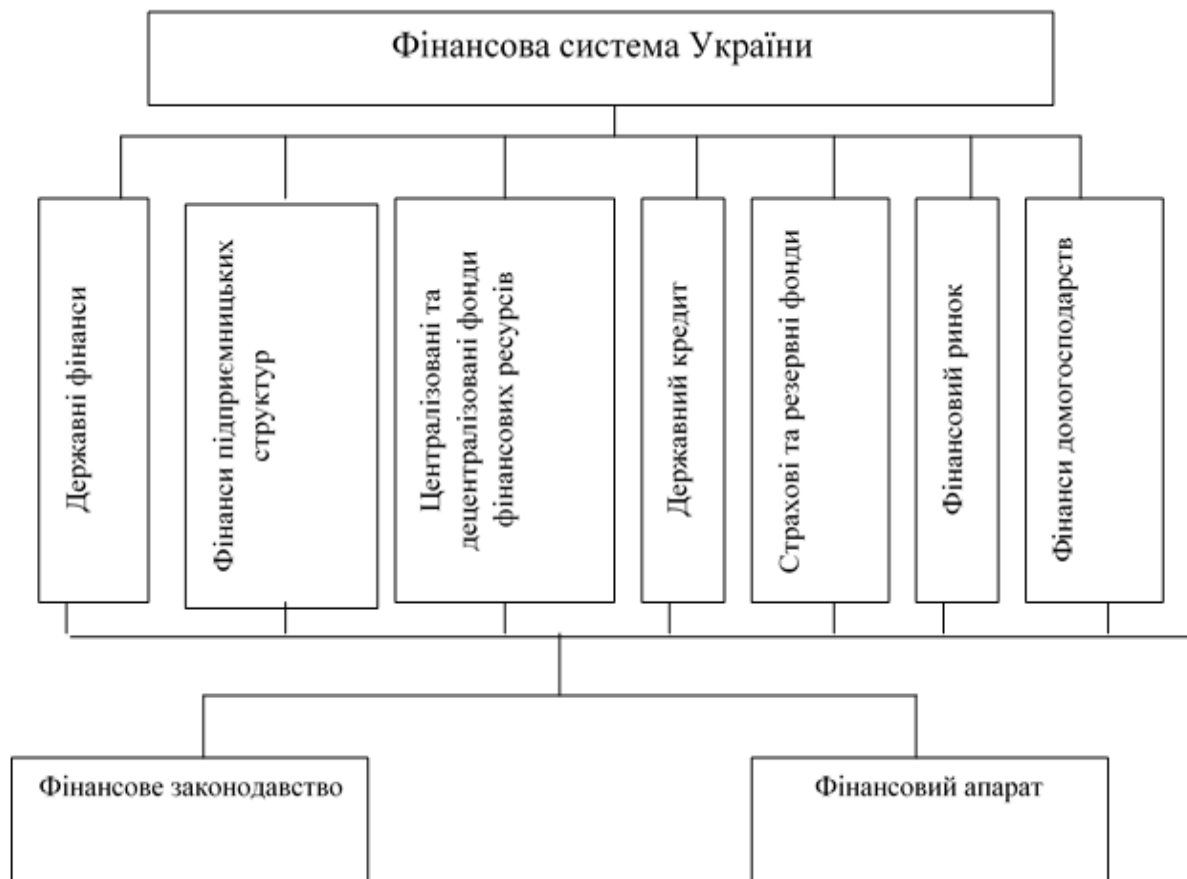 Фінансова система України
Державні фінанси
Фінанси підприємницьких
структур
Централізовані та
децентралізовані фонди
фінансових ресурсів
Державний кредит
Страхові та резервні фонди
Фінансовий ринок
Фінанси домогосподарств
Фінансове законодавство
Фінансовий апарат